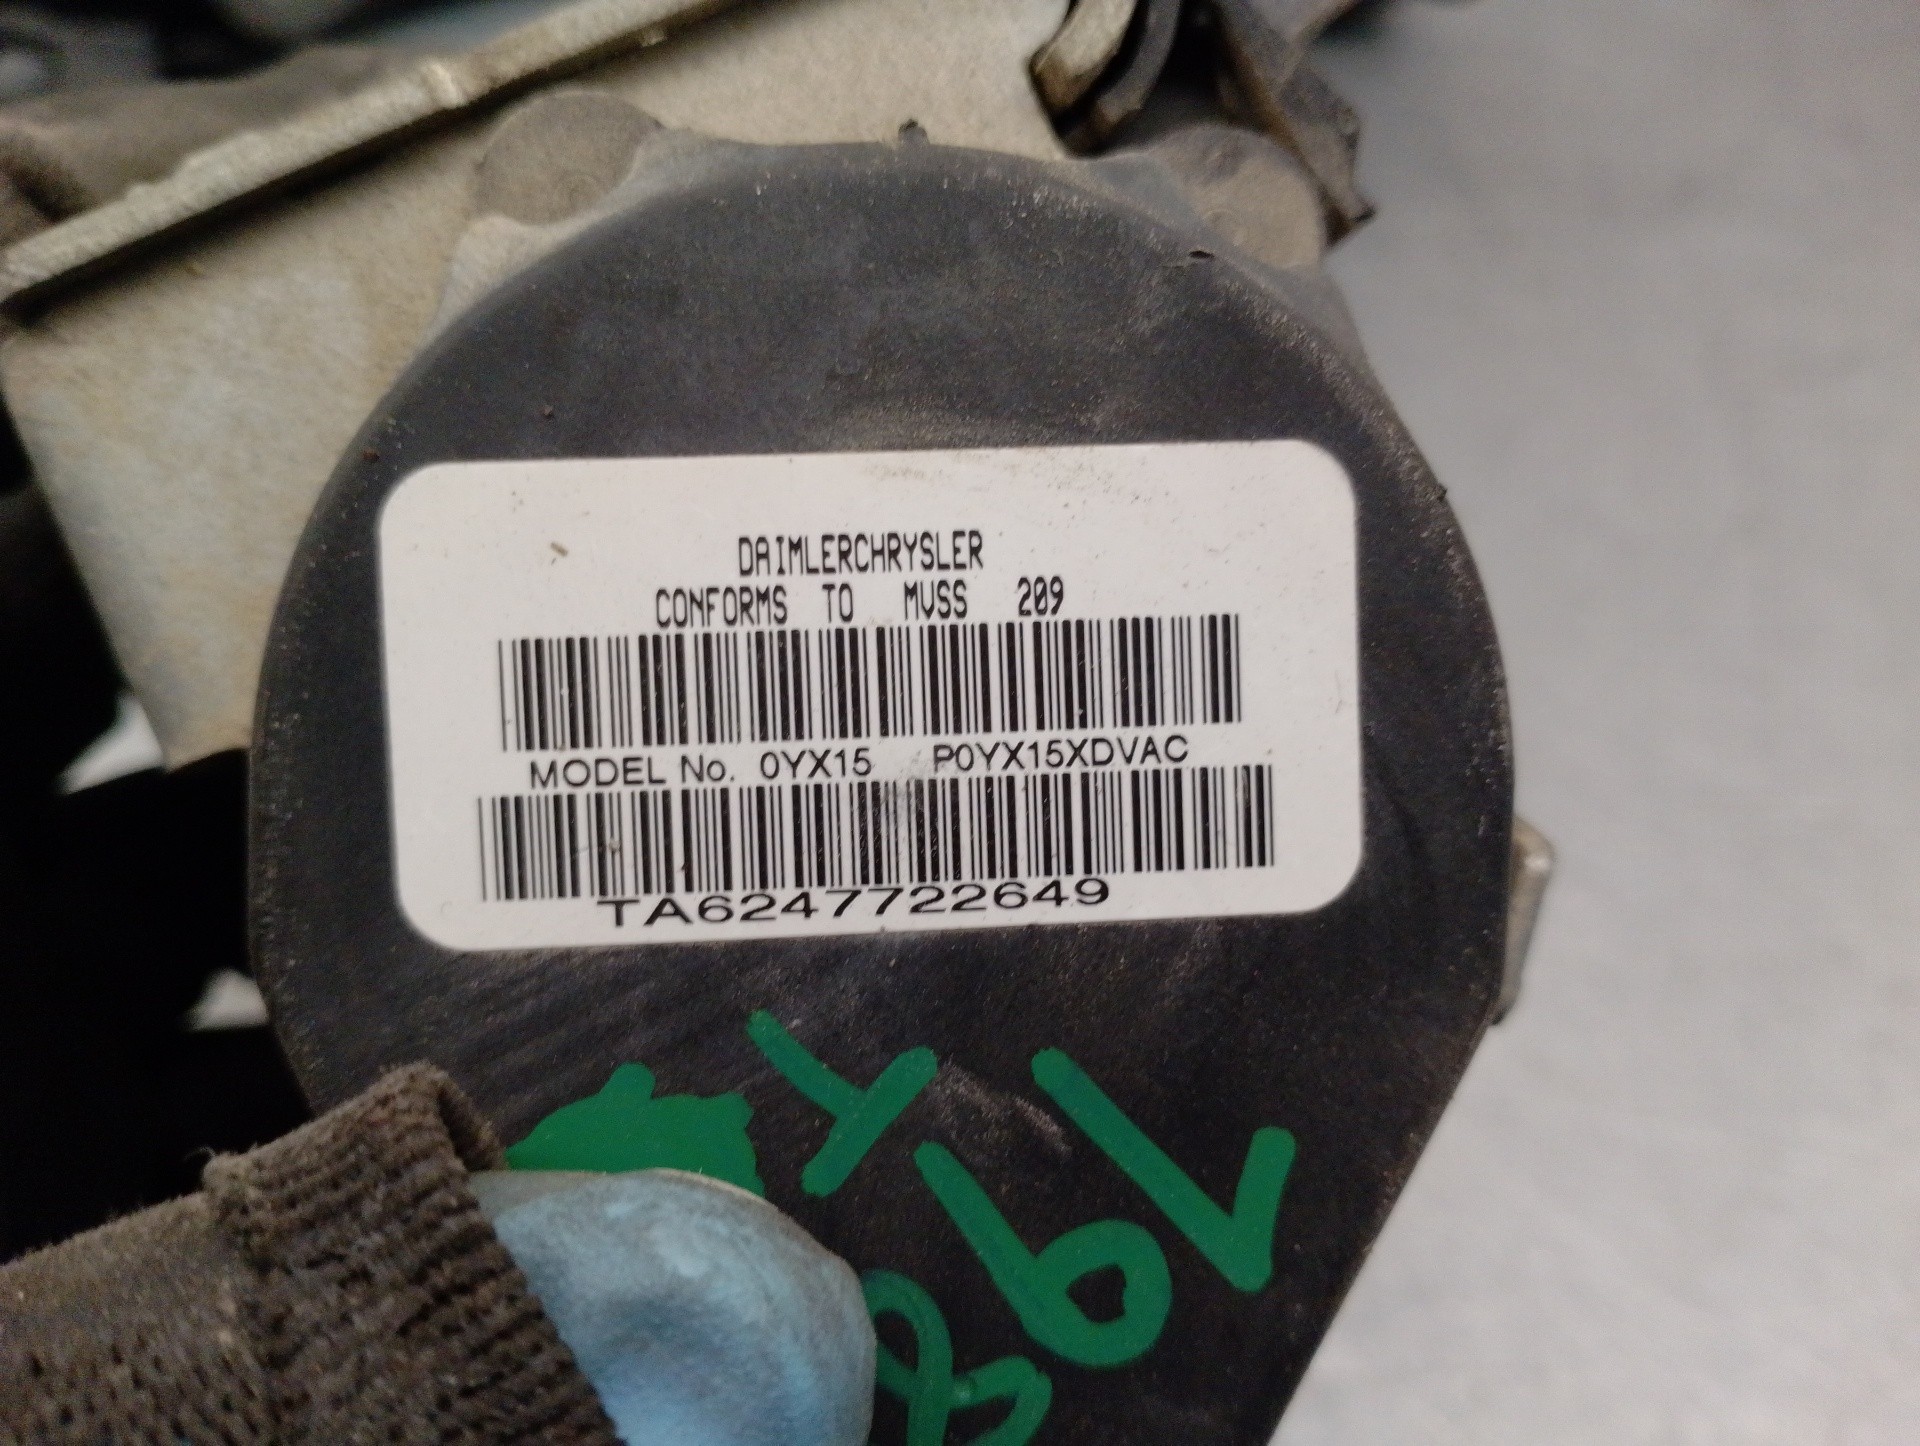 DAIMLERCHRYSLER
CONFORMS TO MVSS 209
MODEL No. 0YX15 P0YX15XDVAC
TA6247722649